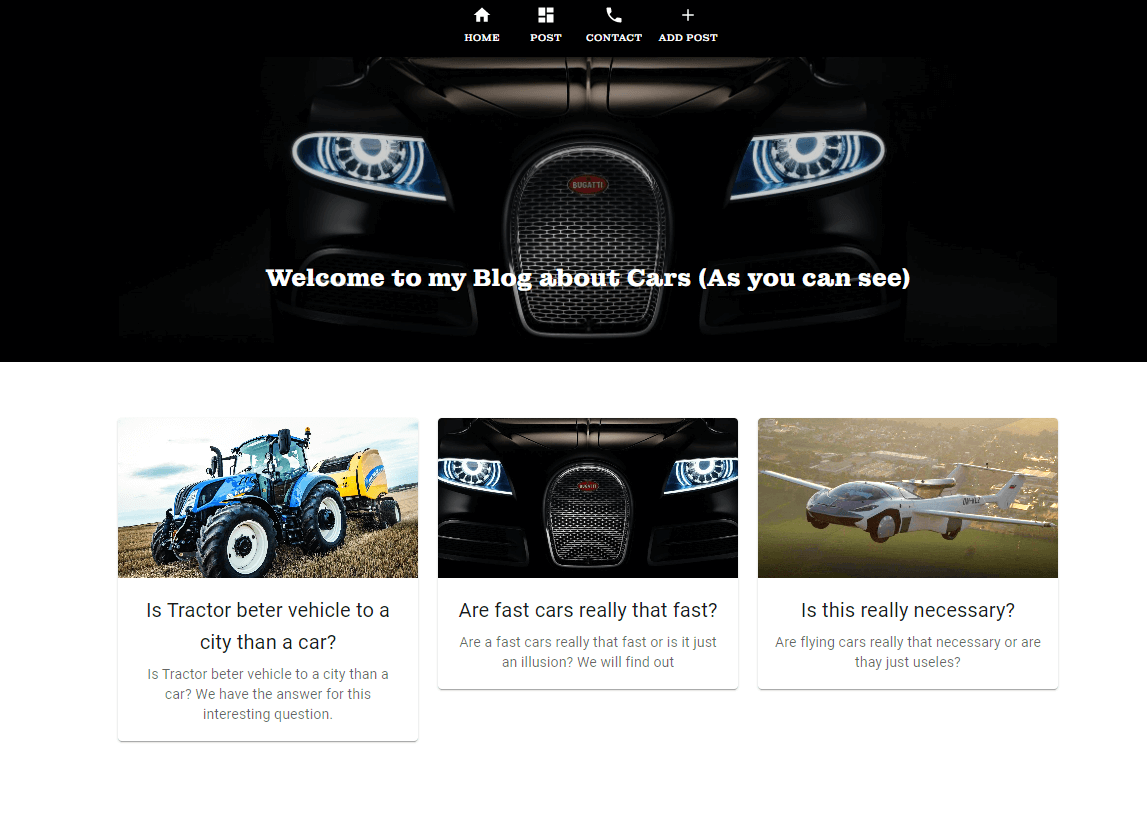 HOME
POST
CONTACT
ADD POST
BUGATTI
Welcome to my Blog about Cars (As you can see)
BUGATTI
Is Tractor beter vehicle to a
city than a car?
Is Tractor beter vehicle to a city than a
car? We have the answer for this
interesting question.
Are fast cars really that fast?
Are a fast cars really that fast or is it just
an illusion? We will find out
Is this really necessary?
Are flying cars really that necessary or are
thay just useles?